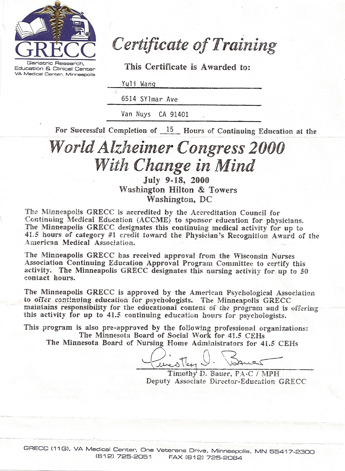 GRECC
Geriatric Research,
Education & Clinical Center
VA Medical Center, Minneapolis
Certificate of Training
This Certificate is Awarded to:
Yuli Wang
6514 SYlmar Ave
Van Nuys CA 91401
For Successful Completion of 15 Hours of Continuing Education at the
World Alzheimer Congress 2000
With Change in Mind
July 9-18, 2000
Washington Hilton & Towers
Washington, DC
The Minneapolis GRECC is accredited by the Accreditation Council for
Continuing Medical Education (ACCME) to sponsor education for physicians.
The Minneapolis GRECC designates this continuing medical activity for up to
41.5 hours of category #1 credit toward the Physician's Recognition Award of the
American Medical Association.
The Minneapolis GRECC has received approval from the Wisconsin Nurses
Association Continuing Education Approval Program Committee to certify this
activity. The Minneapolis GRECC designates this nursing activity for up to 50
contact hours.
The Minneapolis GRECC is approved by the American Psychological Association
to offer continuing education for psychologists. The Minneapolis GRECC
maintains responsibility for the educational content of the program and is offering
this activity for up to 41.5 continuing education hours for psychologists.
This program is also pre-approved by the following professional organizations:
The Minnesota Board of Social Work for 41.5 CEHs
The Minnesota Board of Nursing Home Administrators for 41.5 CEHs
Timothy D. Bauer
Timothy D. Bauer, PA-C / MPH
Deputy Associate Director-Education GRECC
GRECC (11G), VA Medical Center, One Veterans Drive, Minneapolis, MN 55417-2300
(612) 725-2051 FAX (612) 725-2084